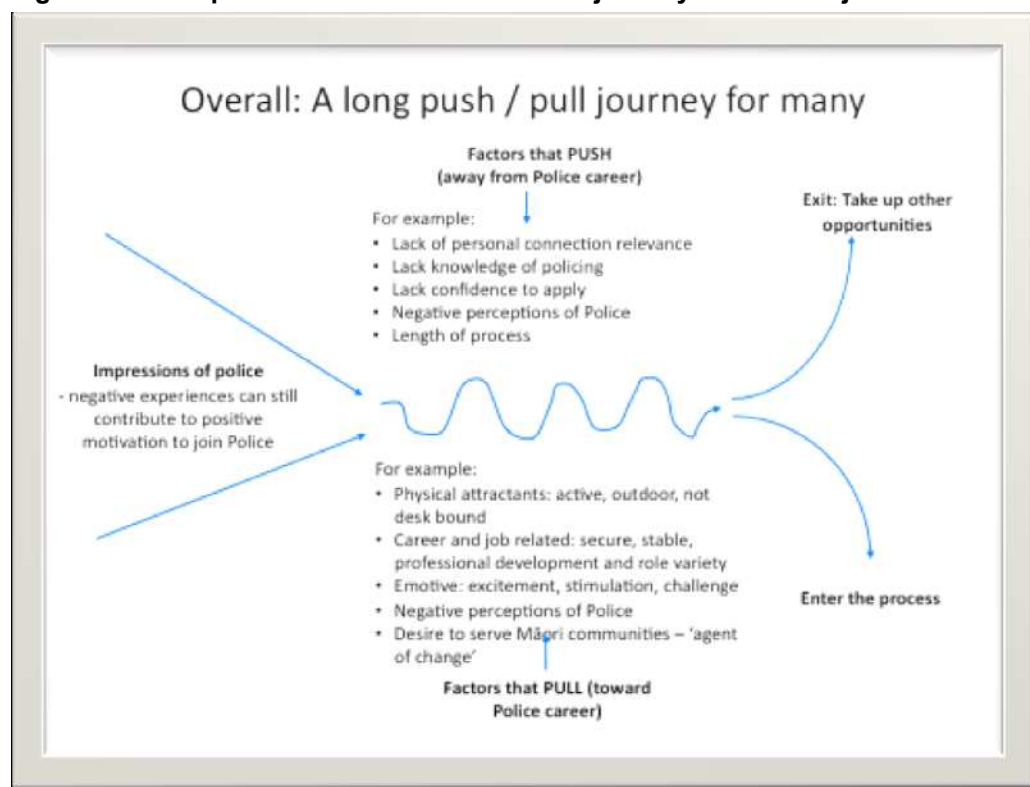 Overall: A long push / pull journey for many
Factors that PUSH
(away from Police career)
For example:
• Lack of personal connection relevance
• Lack knowledge of policing
• Lack confidence to apply
• Negative perceptions of Police
• Length of process
Exit: Take up other
opportunities
Impressions of police
- negative experiences can still
contribute to positive
motivation to join Police
For example:
• Physical attractants: active, outdoor, not
desk bound
• Career and job related: secure, stable,
professional development and role variety
• Emotive: excitement, stimulation, challenge
• Negative perceptions of Police
• Desire to serve Māori communities – ‘agent
of change’
Enter the process
Factors that PULL (toward
Police career)